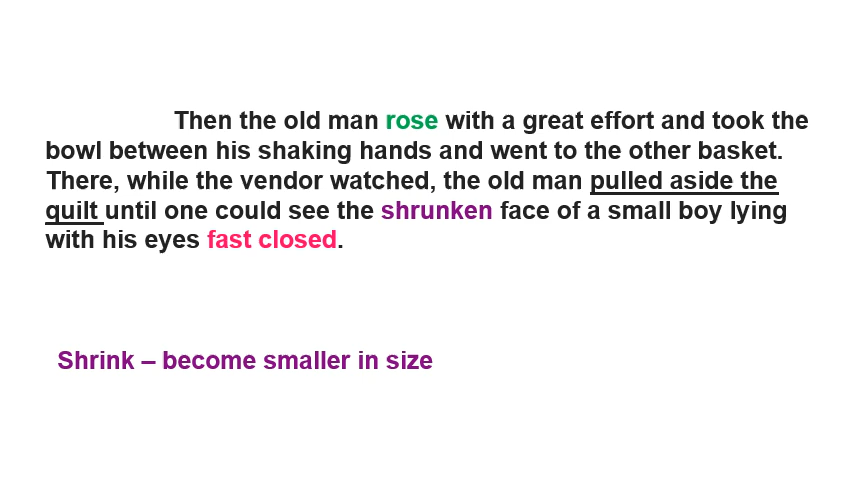 Then the old man rose with a great effort and took the
bowl between his shaking hands and went to the other basket.
There, while the vendor watched, the old man pulled aside the
quilt until one could see the shrunken face of a small boy lying
with his eyes fast closed.
Shrink – become smaller in size